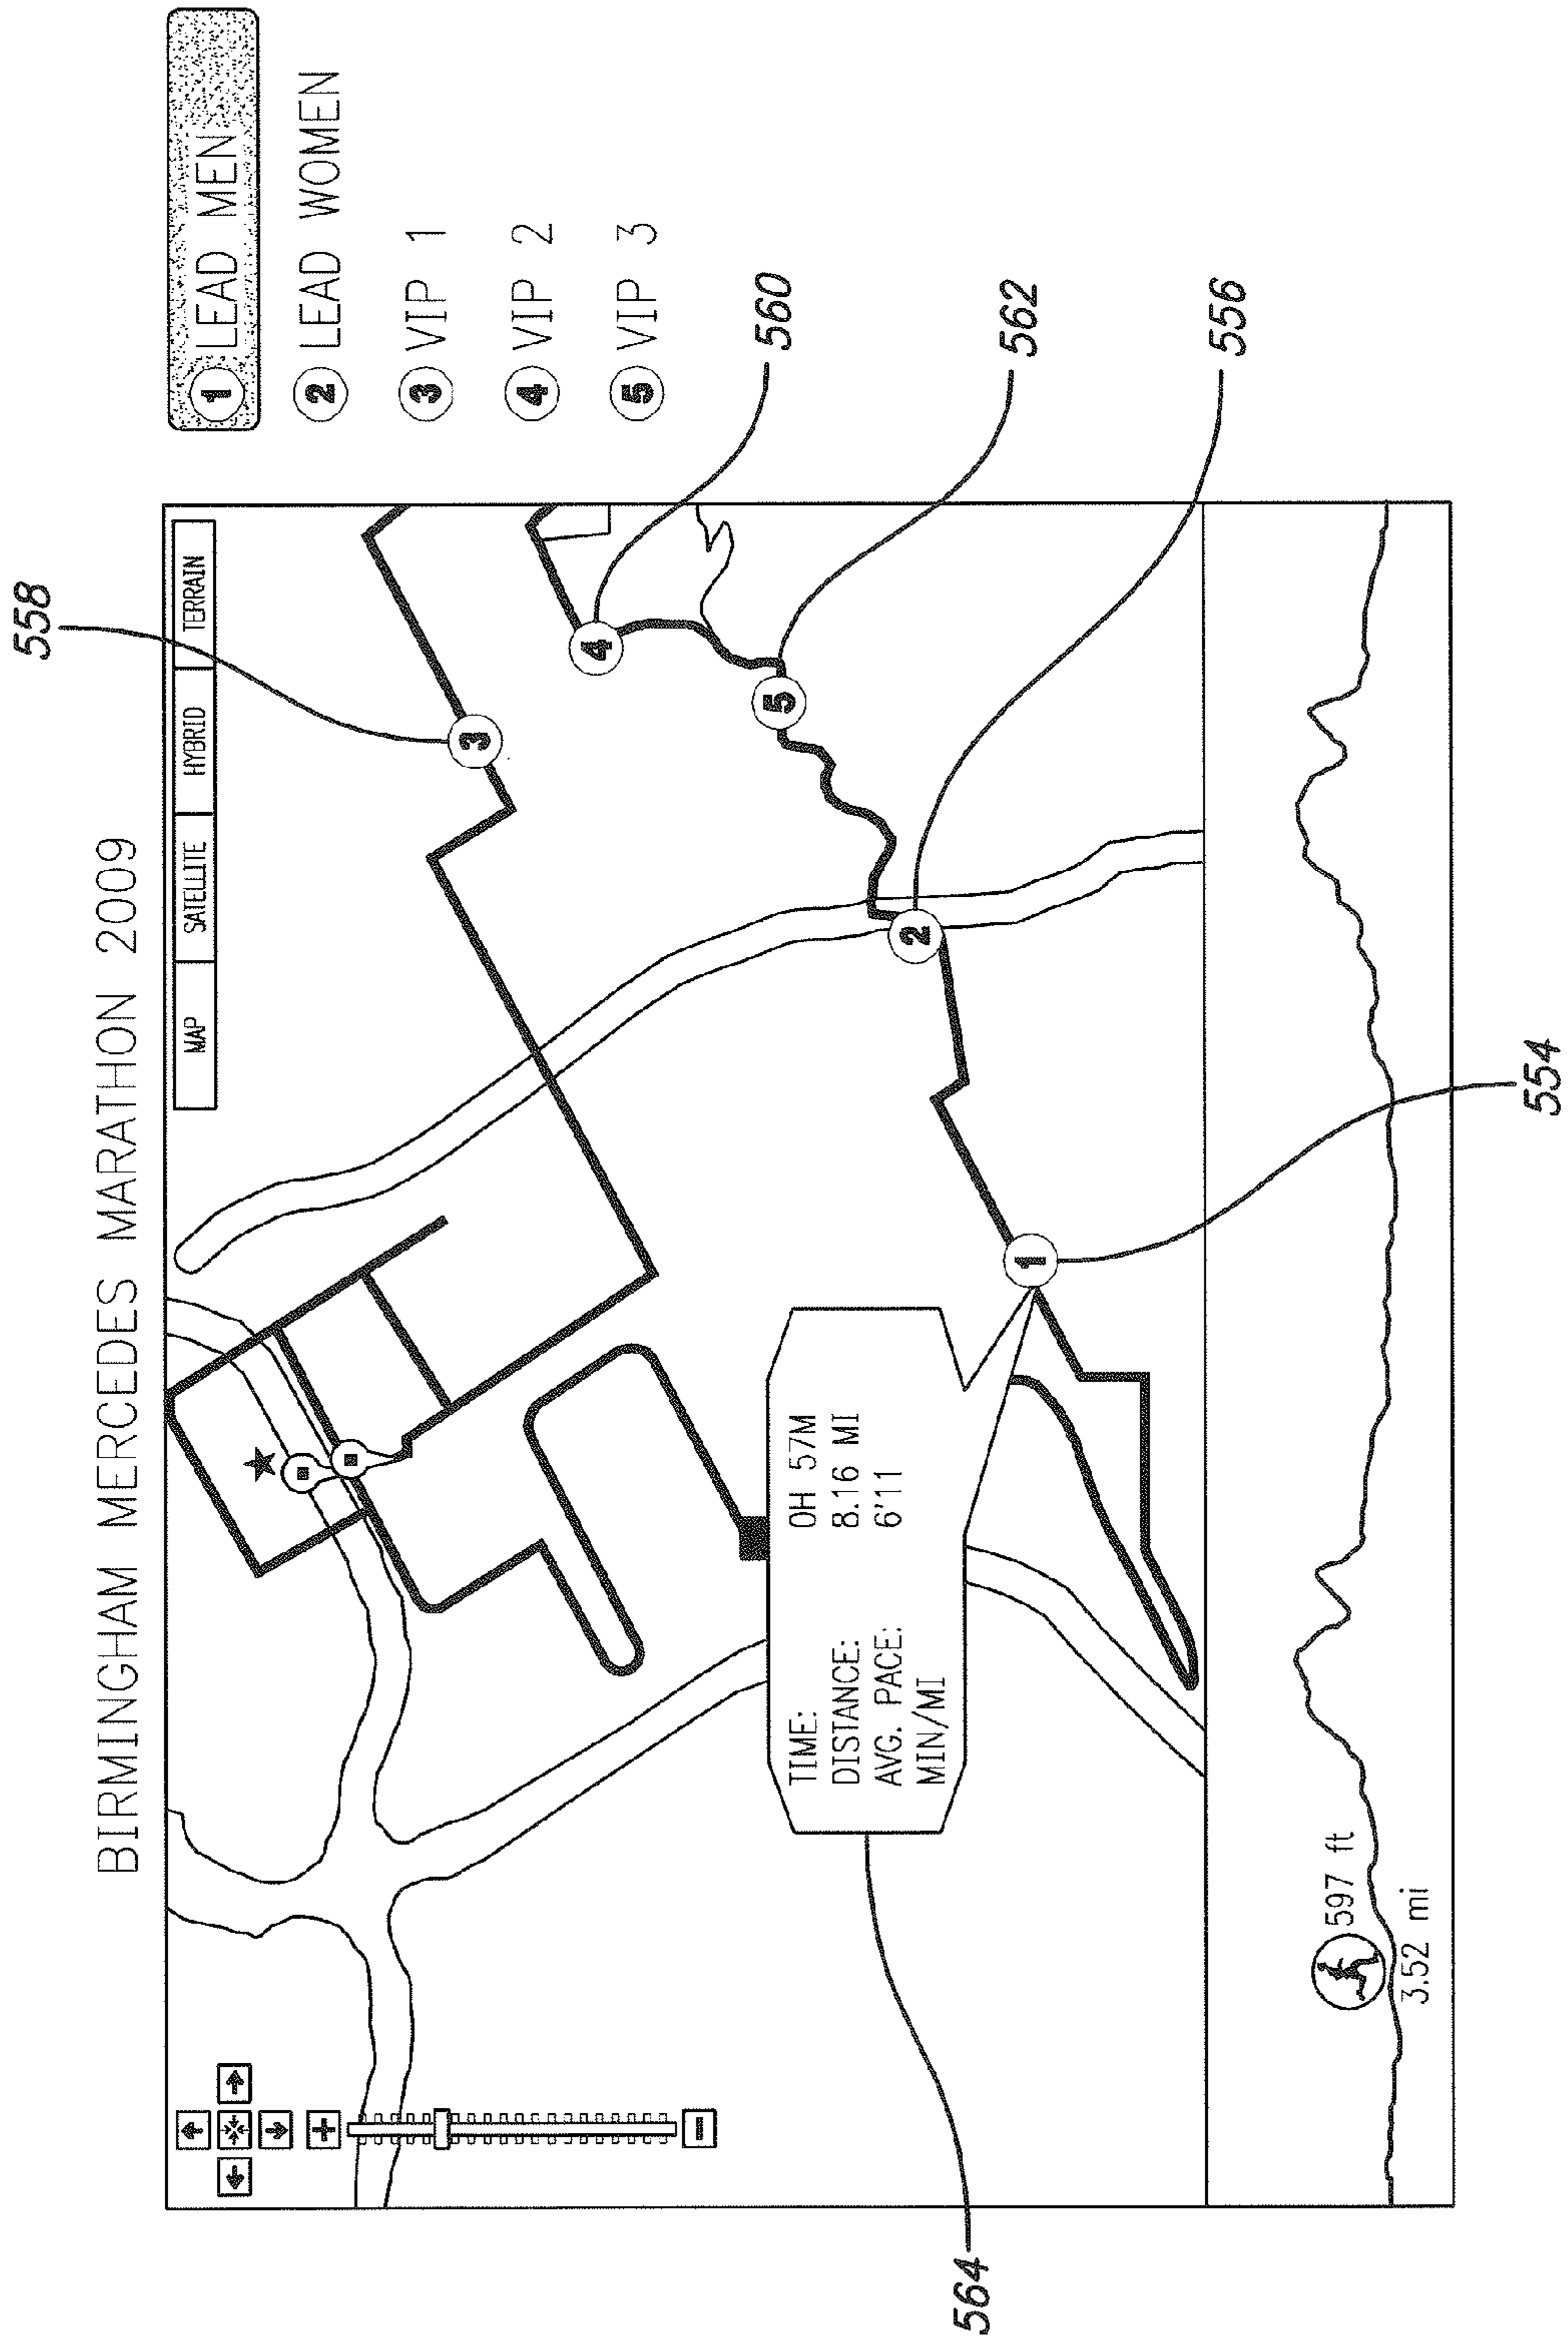 BIRMINGHAM MERCEDES MARATHON 2009
558
MAP SATELLITE HYBRID TERRAIN
1 LEAD MEN
2 LEAD WOMEN
3 VIP 1
4 VIP 2
5 VIP 3
3
4
560
5
562
2
556
1
554
TIME: 0H 57M
DISTANCE: 8.16 MI
AVG. PACE: 6'11
MIN/MI
564
597 ft
3.52 mi